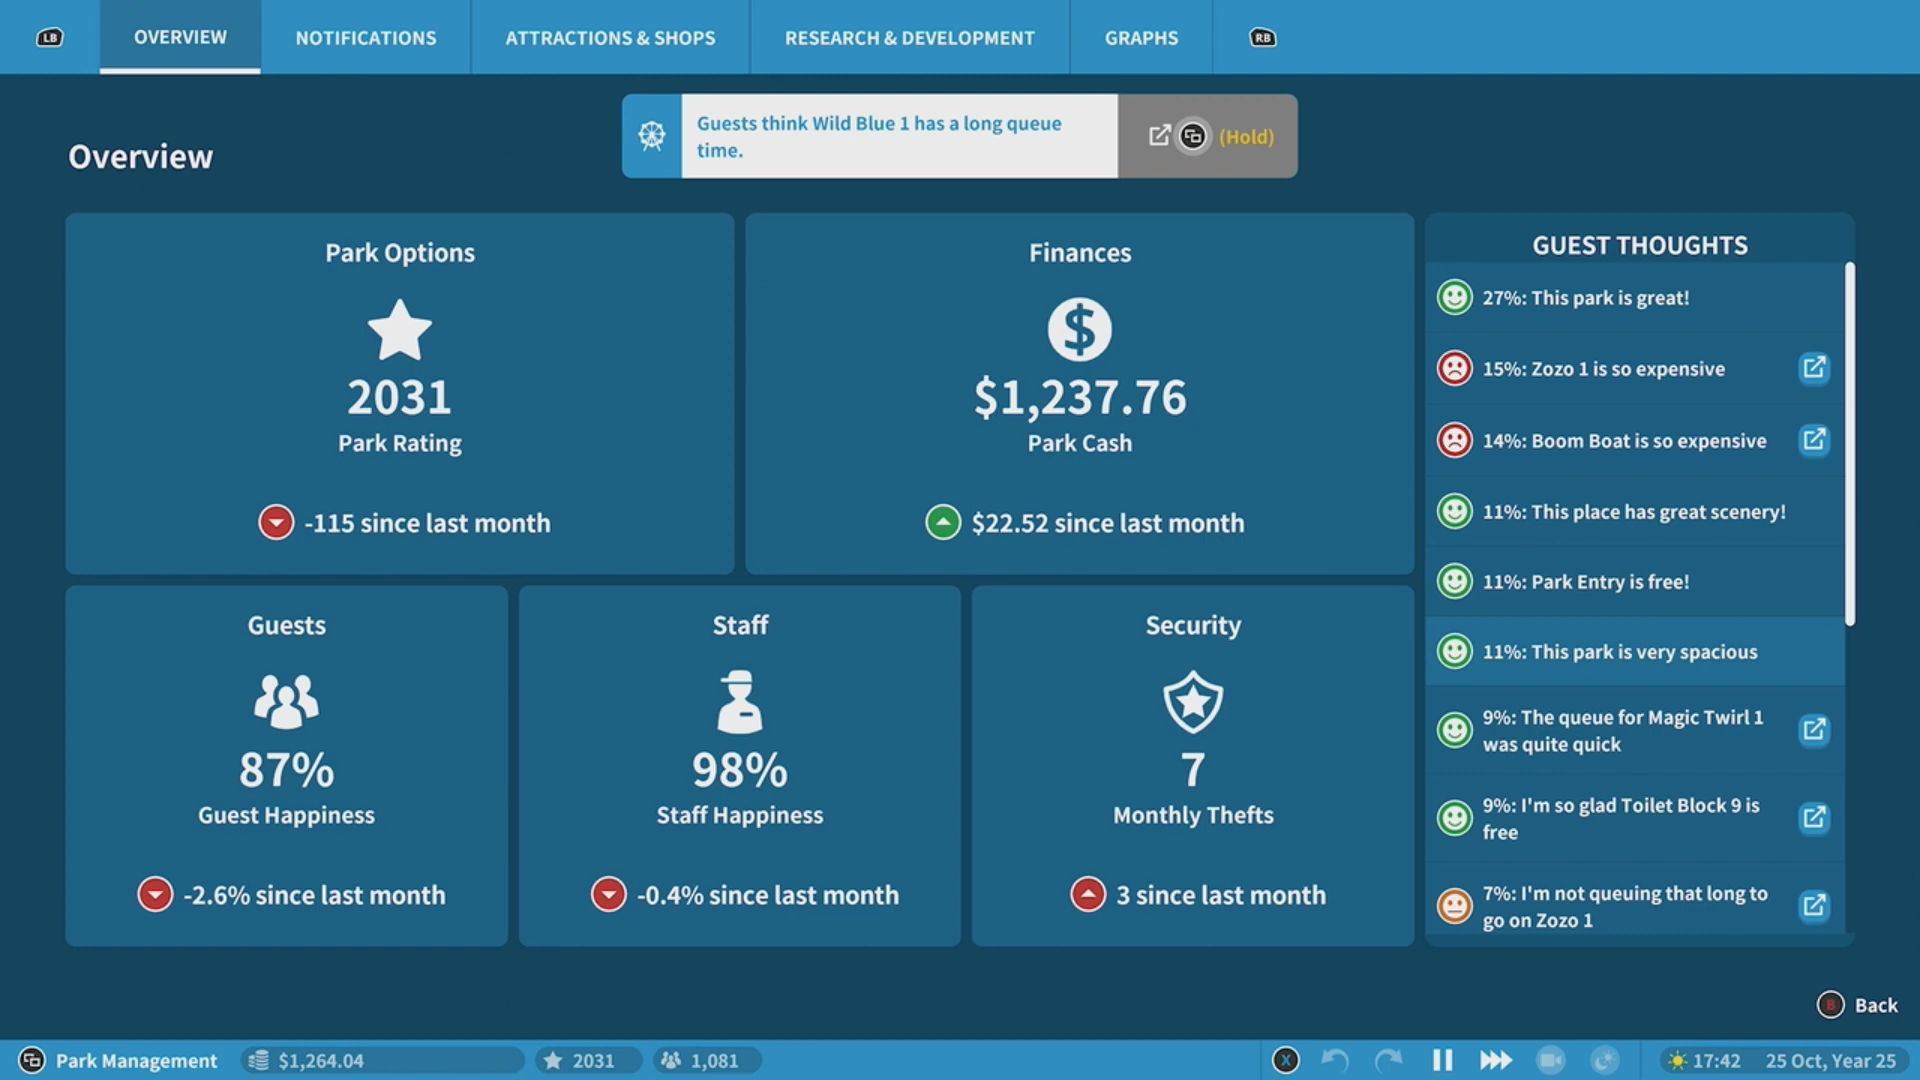 LB
OVERVIEW
NOTIFICATIONS
ATTRACTIONS & SHOPS
RESEARCH & DEVELOPMENT
GRAPHS
RB
Guests think Wild Blue 1 has a long queue
time.
(Hold)
Overview
Park Options
2031
Park Rating
-115 since last month
Finances
$
$1,237.76
Park Cash
$22.52 since last month
Guests
87%
Guest Happiness
-2.6% since last month
Staff
98%
Staff Happiness
-0.4% since last month
Security
7
Monthly Thefts
3 since last month
GUEST THOUGHTS
27%: This park is great!
15%: Zozo 1 is so expensive
14%: Boom Boat is so expensive
11%: This place has great scenery!
11%: Park Entry is free!
11%: This park is very spacious
9%: The queue for Magic Twirl 1
was quite quick
9%: I'm so glad Toilet Block 9 is
free
7%: I'm not queuing that long to
go on Zozo 1
B Back
Park Management
$1,264.04
2031
1,081
X
17:42
25 Oct, Year 25